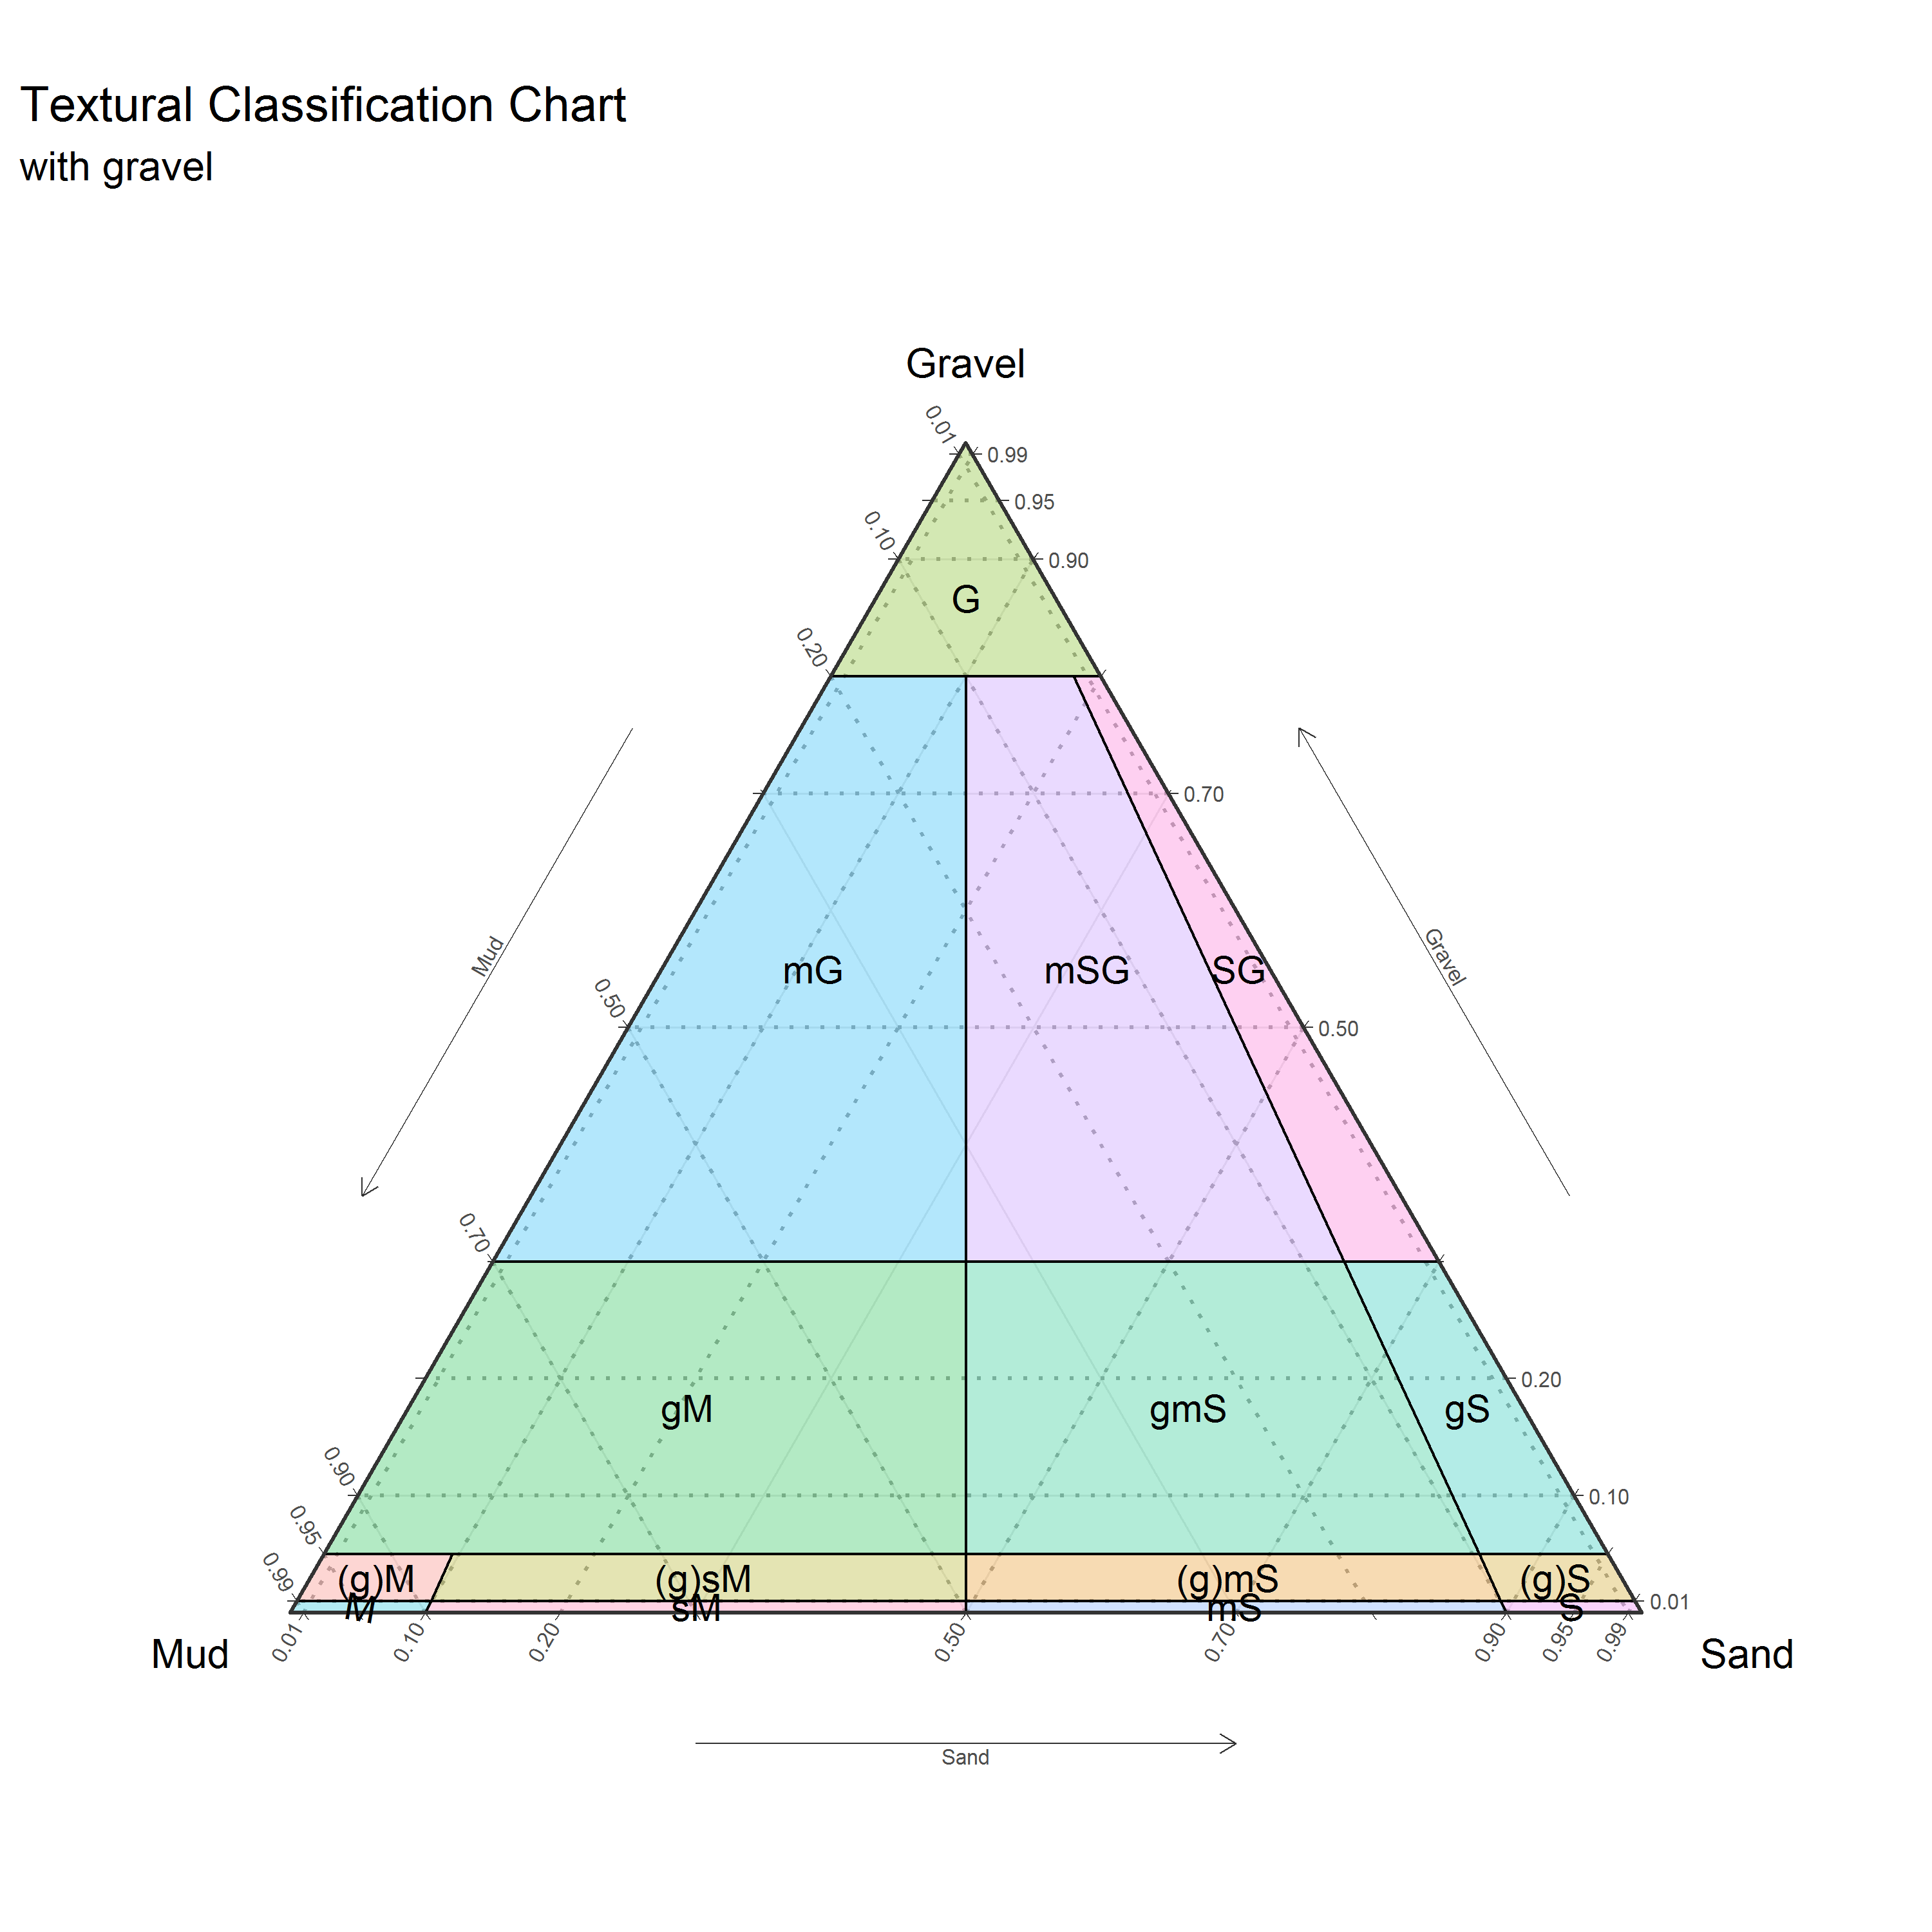 Textural Classification Chart
with gravel
Gravel
0.01
0.99
0.95
0.10
0.90
G
0.20
0.70
Mud
Gravel
mG
mSG
SG
0.50
0.50
0.70
0.20
gM
gmS
gS
0.90
0.10
0.95
0.99
(g)M
(g)sM
(g)mS
(g)S
M
sM
mS
S
0.01
Mud
0.01
0.10
0.20
0.50
0.70
0.90
0.95
0.99
Sand
Sand